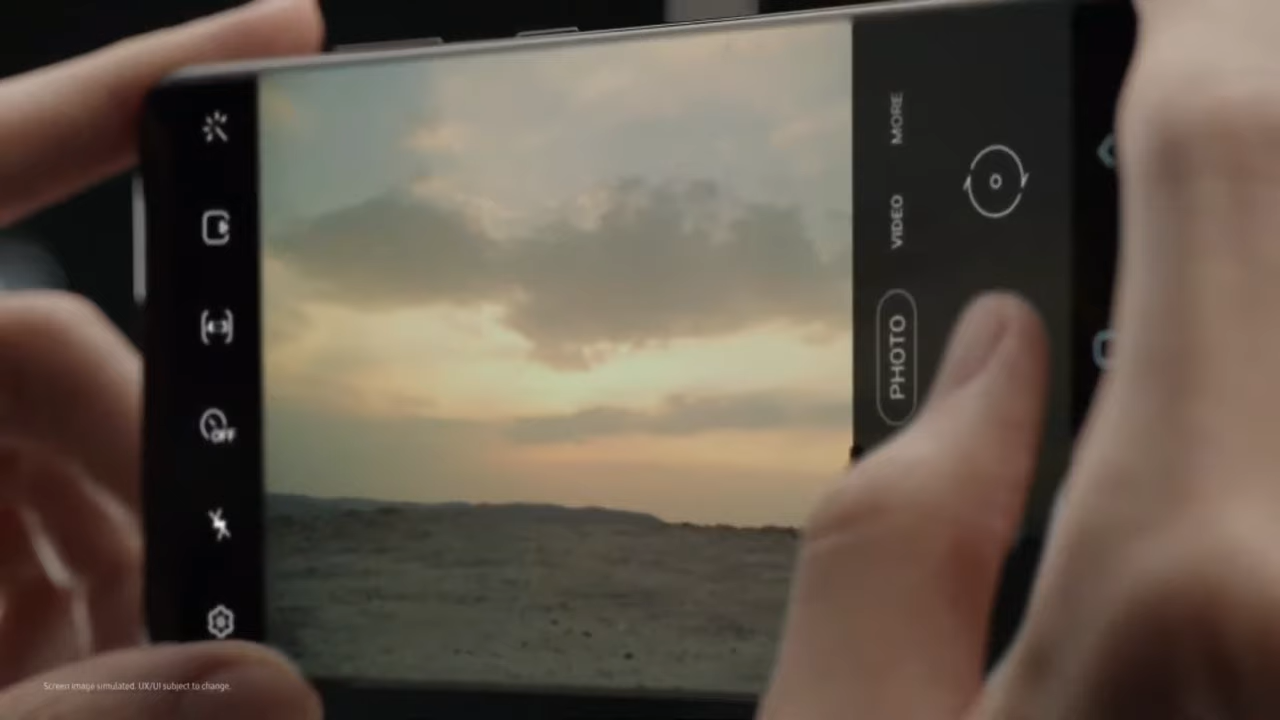 MORE
VIDEO
PHOTO
OFF
Screen image simulated. UX/UI subject to change.